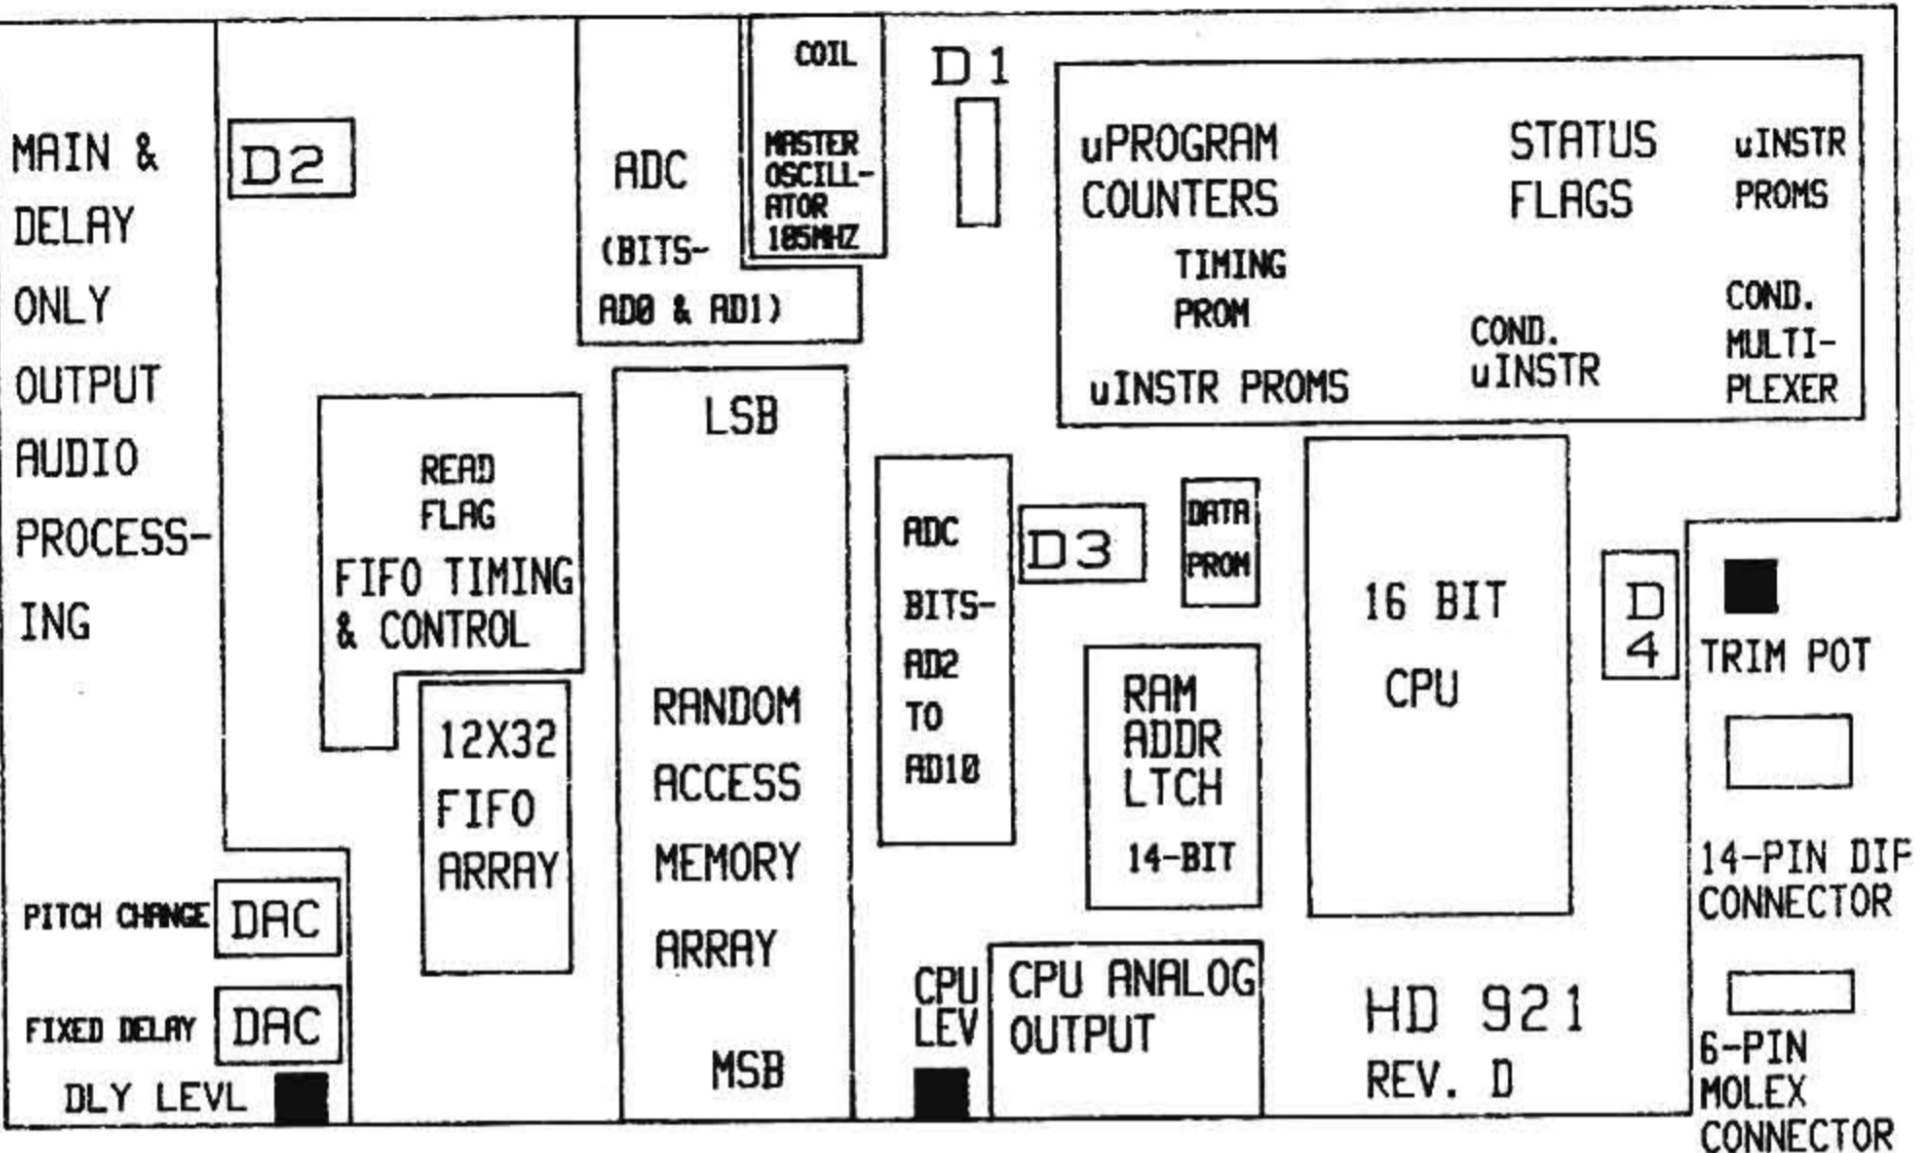 MAIN &
DELAY
ONLY
OUTPUT
AUDIO
PROCESS-
ING
PITCH CHANGE
DAC
FIXED DELAY
DAC
DLY LEVL
D2
READ
FLAG
FIFO TIMING
& CONTROL
12X32
FIFO
ARRAY
ADC
(BITS-
AD0 & AD1)
COIL
MASTER
OSCILL-
ATOR
185MHZ
LSB
RANDOM
ACCESS
MEMORY
ARRAY
MSB
D1
uPROGRAM
COUNTERS
TIMING
PROM
uINSTR PROMS
STATUS
FLAGS
COND.
uINSTR
uINSTR
PROMS
COND.
MULTI-
PLEXER
ADC
BITS-
AD2
TO
AD10
D3
DATA
PROM
RAM
ADDR
LTCH
14-BIT
16 BIT
CPU
D
4
CPU
LEV
CPU ANALOG
OUTPUT
HD 921
REV. D
TRIM POT
14-PIN DIP
CONNECTOR
6-PIN
MOLEX
CONNECTOR